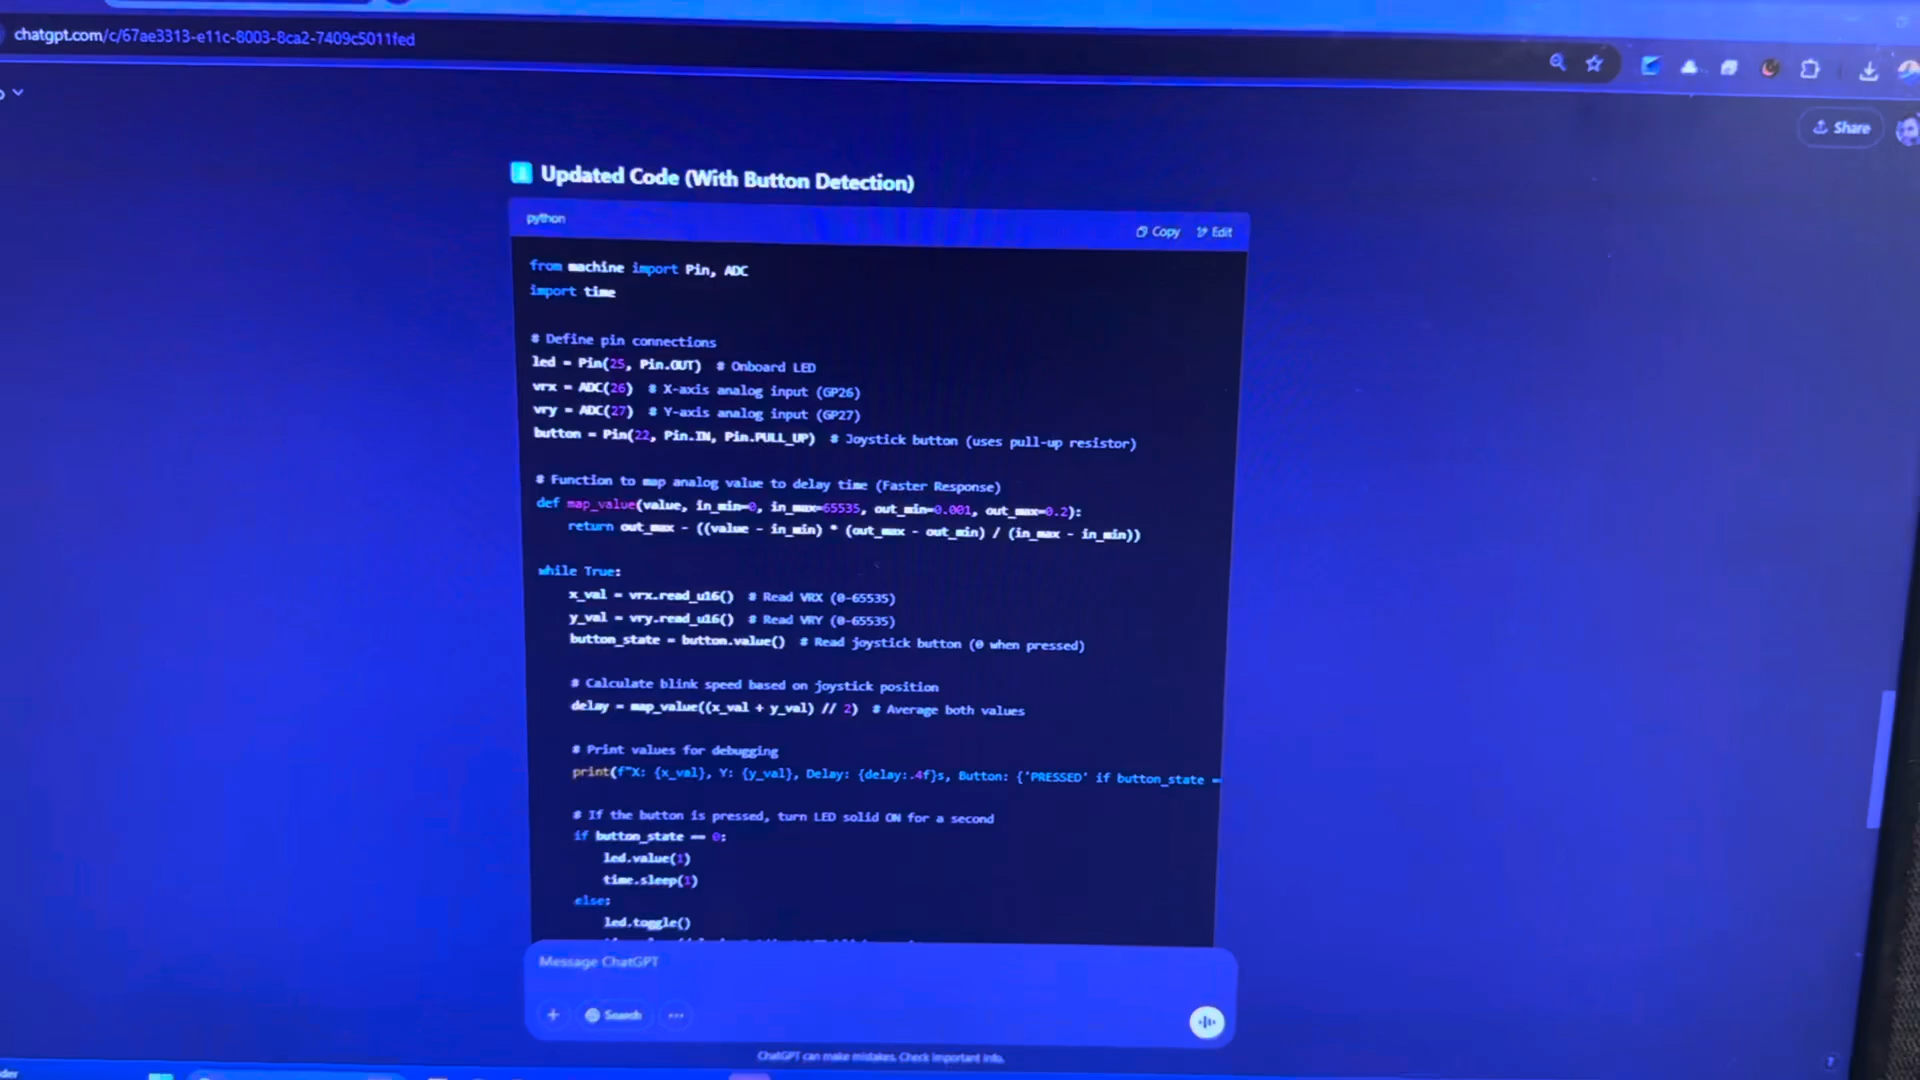 chatgpt.com/c/67ae3313-e11c-8003-8ca2-7409c5011fed
Share
Updated Code (With Button Detection)
python
Copy Edit
from machine import Pin, ADC
import time
# Define pin connections
led = Pin(25, Pin.OUT)  # Onboard LED
vrx = ADC(26)  # X-axis analog input (GP26)
vry = ADC(27)  # Y-axis analog input (GP27)
button = Pin(22, Pin.IN, Pin.PULL_UP)  # Joystick button (uses pull-up resistor)
# Function to map analog value to delay time (Faster Response)
def map_value(value, in_min=0, in_max=65535, out_min=0.001, out_max=0.2):
return out_max - ((value - in_min) * (out_max - out_min) / (in_max - in_min))
while True:
x_val = vrx.read_u16()  # Read VRX (0-65535)
y_val = vry.read_u16()  # Read VRY (0-65535)
button_state = button.value()  # Read joystick button (0 when pressed)
# Calculate blink speed based on joystick position
delay = map_value((x_val + y_val) // 2)  # Average both values
# Print values for debugging
print(f"X: {x_val}, Y: {y_val}, Delay: {delay:.4f}s, Button: {'PRESSED' if button_state =
# If the button is pressed, turn LED solid ON for a second
if button_state == 0:
led.value(1)
time.sleep(1)
else:
led.toggle()
Message ChatGPT
Search
ChatGPT can make mistakes. Check important info.